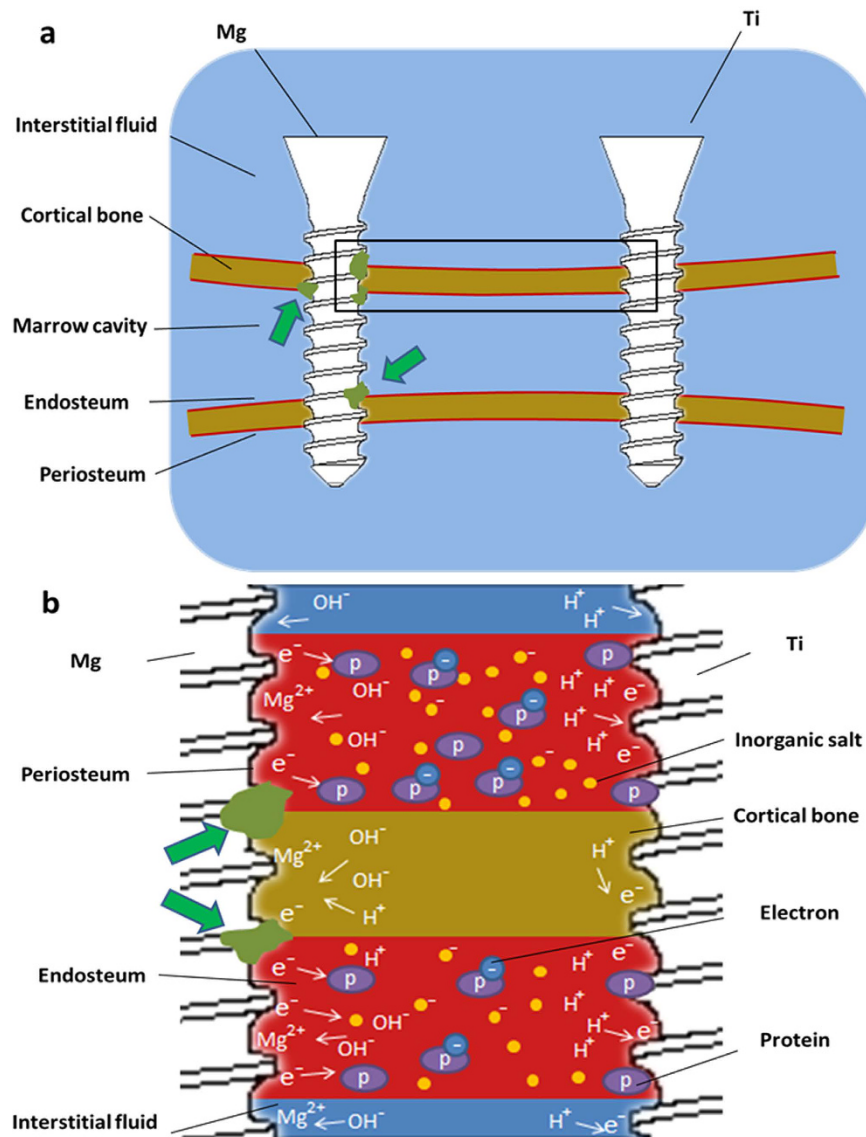 a
Mg
Ti
Interstitial fluid
Cortical bone
Marrow cavity
Endosteum
Periosteum
b
OH⁻
H⁺
H⁺
Mg
Ti
e⁻
p
p
−
−
p
Mg²⁺
OH⁻
H⁺
H⁺
e⁻
p
−
H⁺
OH⁻
p
H⁺
e⁻
Inorganic salt
Periosteum
e⁻
p
p
−
p
−
−
p
Cortical bone
Mg²⁺
OH⁻
H⁺
OH⁻
e⁻
H⁺
e⁻
Electron
Endosteum
e⁻
H⁺
p
−
p
−
H⁺
e⁻
p
e⁻
−
H⁺
Mg²⁺
OH⁻
OH⁻
−
H⁺
e⁻
H⁺
Protein
e⁻
p
p
−
p
Interstitial fluid
Mg²⁺
OH⁻
H⁺
e⁻